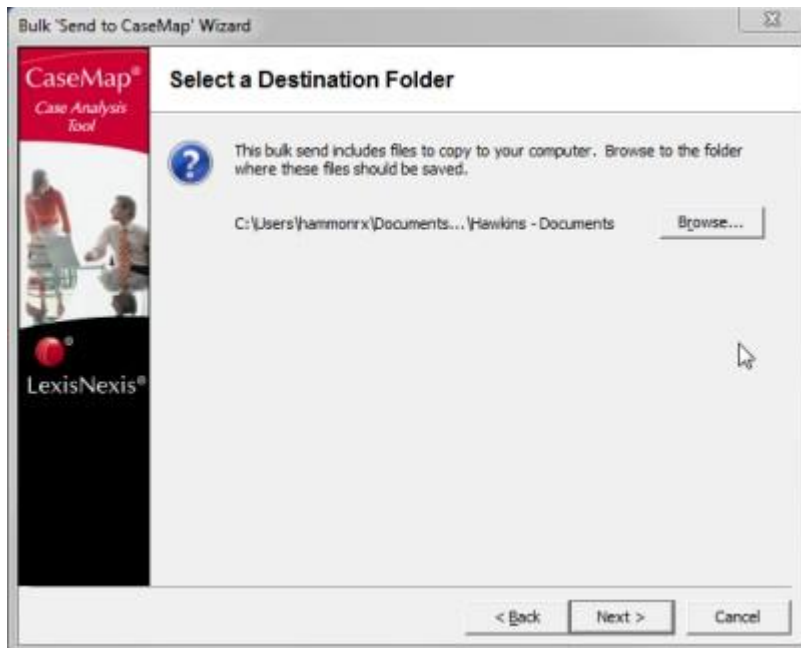 Bulk 'Send to CaseMap' Wizard
CaseMap®
Case Analysis
Tool
Select a Destination Folder
This bulk send includes files to copy to your computer. Browse to the folder
where these files should be saved.
C:\Users\hammonrx\Documents...\Hawkins - Documents
Browse...
LexisNexis®
< Back
Next >
Cancel